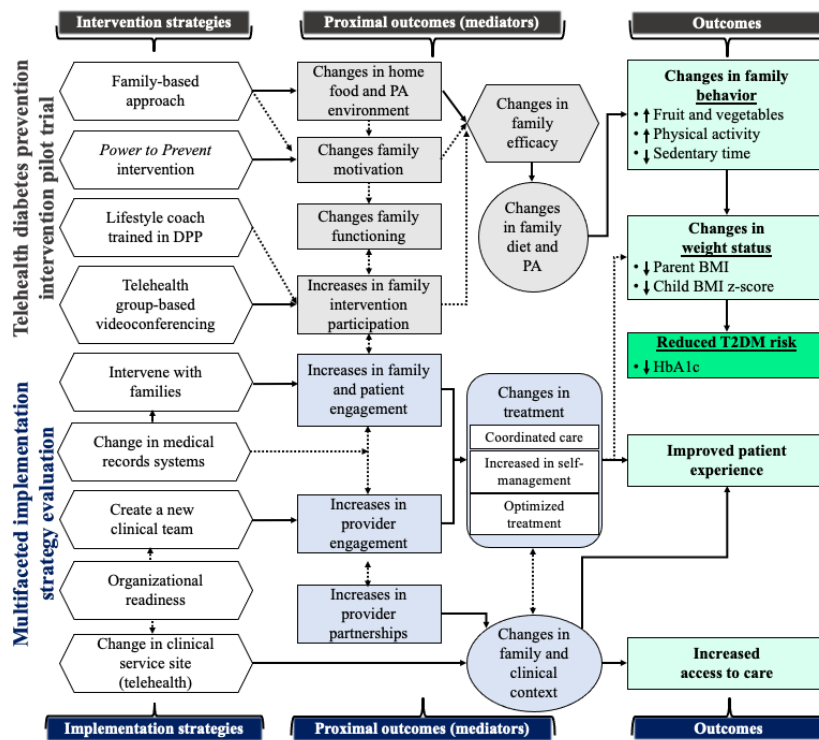 Intervention strategies
Proximal outcomes (mediators)
Outcomes
Telehealth diabetes prevention
intervention pilot trial
Family-based
approach
Power to Prevent
intervention
Lifestyle coach
trained in DPP
Telehealth
group-based
videoconferencing
Changes in home
food and PA
environment
Changes family
motivation
Changes family
functioning
Increases in family
intervention
participation
Changes in
family
efficacy
Changes
in family
diet and
PA
Changes in family
behavior
• Fruit and vegetables
• Physical activity
• Sedentary time
Changes in
weight status
• Parent BMI
• Child BMI z-score
Reduced T2DM risk
• HbA1c
Multifaceted implementation
strategy evaluation
Intervene with
families
Change in medical
records systems
Create a new
clinical team
Organizational
readiness
Change in clinical
service site
(telehealth)
Increases in family
and patient
engagement
Increases in
provider
engagement
Increases in
provider
partnerships
Changes in
treatment
Coordinated care
Increased in self-
management
Optimized
treatment
Changes in
family and
clinical
context
Improved patient
experience
Increased
access to care
Implementation strategies
Proximal outcomes (mediators)
Outcomes